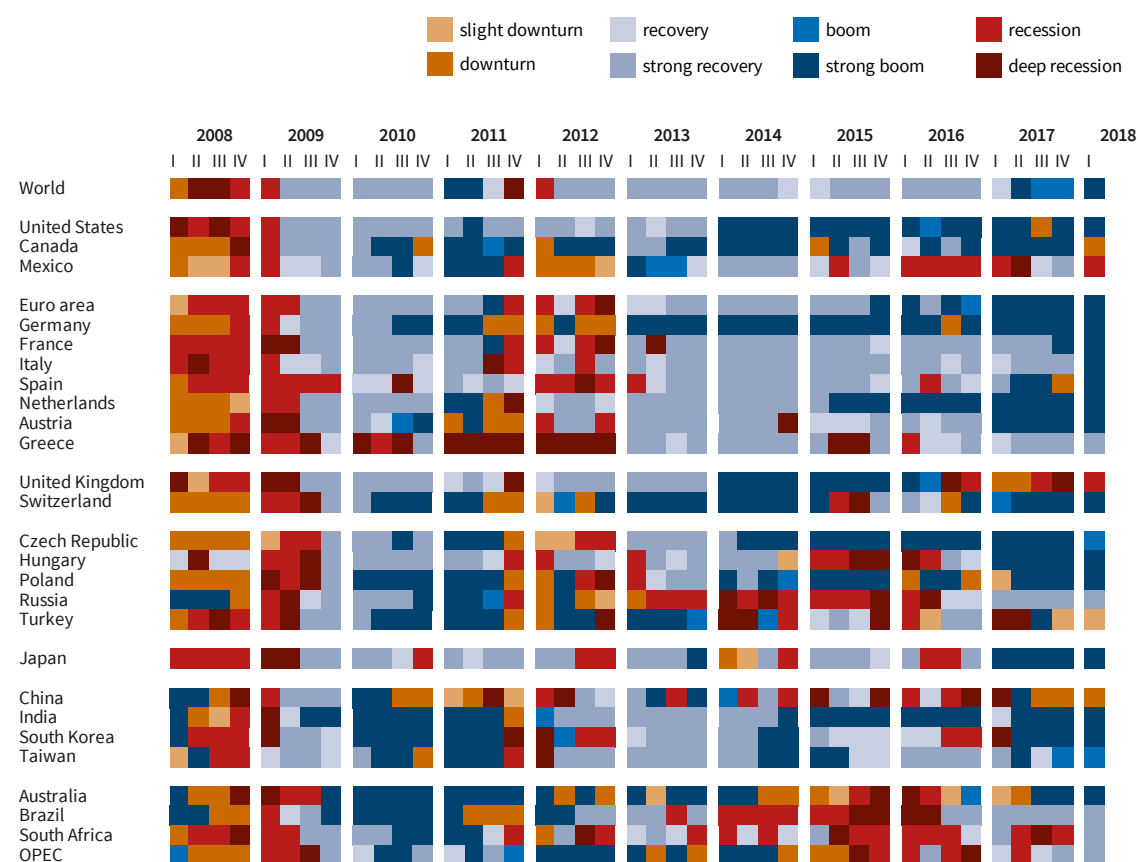 slight downturn recovery boom recession
downturn strong recovery strong boom deep recession
2008 2009 2010 2011 2012 2013 2014 2015 2016 2017 2018
I II III IV I II III IV I II III IV I II III IV I II III IV I II III IV I II III IV I II III IV I II III IV I II III IV I
World
United States
Canada
Mexico
Euro area
Germany
France
Italy
Spain
Netherlands
Austria
Greece
United Kingdom
Switzerland
Czech Republic
Hungary
Poland
Russia
Turkey
Japan
China
India
South Korea
Taiwan
Australia
Brazil
South Africa
OPEC